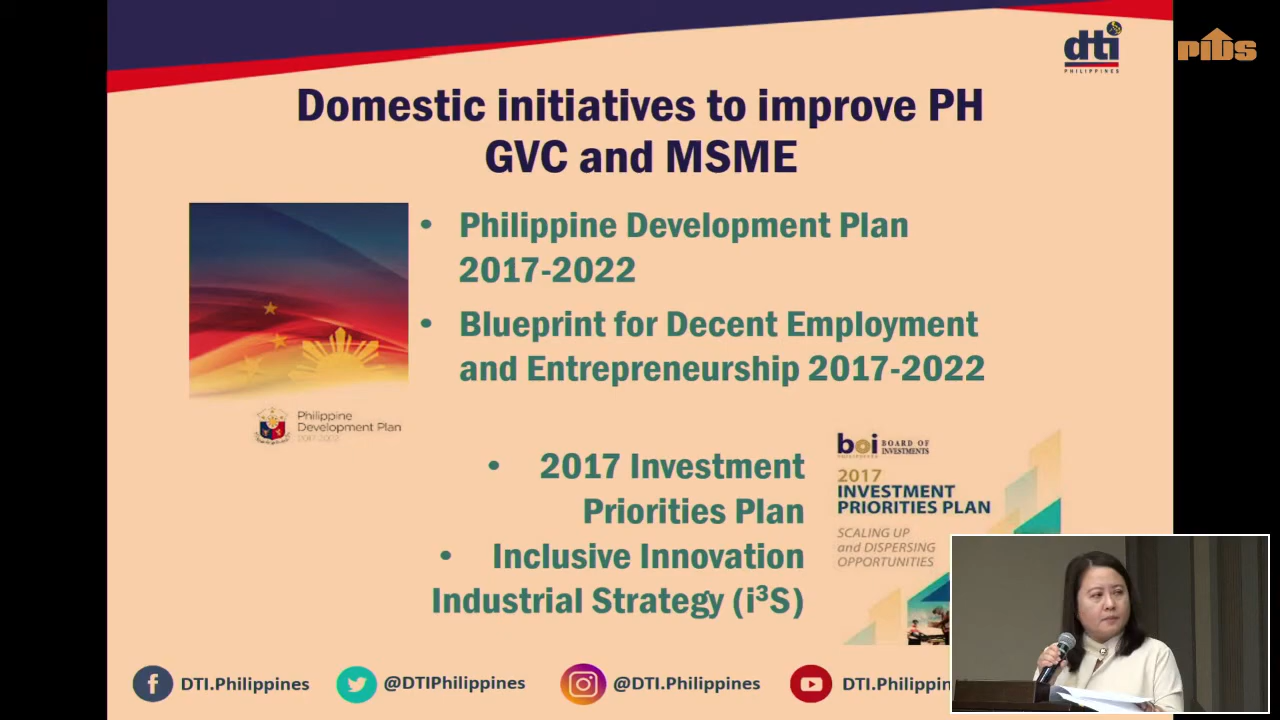 dti
PHILIPPINES
pids
Domestic initiatives to improve PH
GVC and MSME
• Philippine Development Plan
2017-2022
• Blueprint for Decent Employment
and Entrepreneurship 2017-2022
Philippine
Development Plan
2017-2022
• 2017 Investment
Priorities Plan
• Inclusive Innovation
Industrial Strategy (i³S)
boi BOARD OF
INVESTMENTS
2017
INVESTMENT
PRIORITIES PLAN
SCALING UP
and DISPERSING
OPPORTUNITIES
DTI.Philippines
@DTIPhilippines
@DTI.Philippines
DTI.Philippin